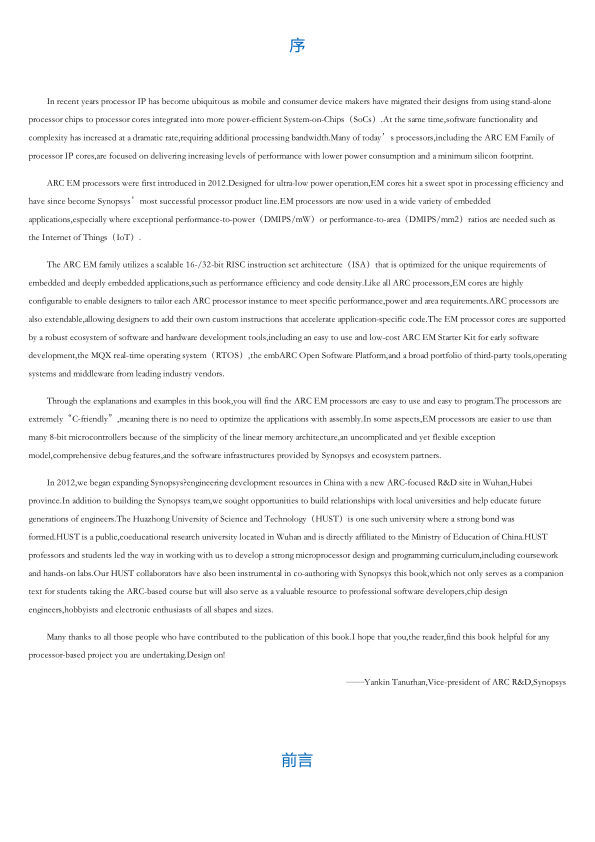 序
In recent years processor IP has become ubiquitous as mobile and consumer device makers have migrated their designs from using stand-alone
processor chips to processor cores integrated into more power-efficient System-on-Chips（SoCs）.At the same time,software functionality and
complexity has increased at a dramatic rate,requiring additional processing bandwidth.Many of today’s processors,including the ARC EM Family of
processor IP cores,are focused on delivering increasing levels of performance with lower power consumption and a minimum silicon footprint.
ARC EM processors were first introduced in 2012.Designed for ultra-low power operation,EM cores hit a sweet spot in processing efficiency and
have since become Synopsys’most successful processor product line.EM processors are now used in a wide variety of embedded
applications,especially where exceptional performance-to-power（DMIPS/mW）or performance-to-area（DMIPS/mm2）ratios are needed such as
the Internet of Things（IoT）.
The ARC EM family utilizes a scalable 16-/32-bit RISC instruction set architecture（ISA）that is optimized for the unique requirements of
embedded and deeply embedded applications,such as performance efficiency and code density.Like all ARC processors,EM cores are highly
configurable to enable designers to tailor each ARC processor instance to meet specific performance,power and area requirements.ARC processors are
also extendable,allowing designers to add their own custom instructions that accelerate application-specific code.The EM processor cores are supported
by a robust ecosystem of software and hardware development tools,including an easy to use and low-cost ARC EM Starter Kit for early software
development,the MQX real-time operating system（RTOS）,the embARC Open Software Platform,and a broad portfolio of third-party tools,operating
systems and middleware from leading industry vendors.
Through the explanations and examples in this book,you will find the ARC EM processors are easy to use and easy to program.The processors are
extremely“C-friendly”,meaning there is no need to optimize the applications with assembly.In some aspects,EM processors are easier to use than
many 8-bit microcontrollers because of the simplicity of the linear memory architecture,an uncomplicated and yet flexible exception
model,comprehensive debug features,and the software infrastructures provided by Synopsys and ecosystem partners.
In 2012,we began expanding Synopsys?engineering development resources in China with a new ARC-focused R&D site in Wuhan,Hubei
province.In addition to building the Synopsys team,we sought opportunities to build relationships with local universities and help educate future
generations of engineers.The Huazhong University of Science and Technology（HUST）is one such university where a strong bond was
formed.HUST is a public,coeducational research university located in Wuhan and is directly affiliated to the Ministry of Education of China.HUST
professors and students led the way in working with us to develop a strong microprocessor design and programming curriculum,including coursework
and hands-on labs.Our HUST collaborators have also been instrumental in co-authoring with Synopsys this book,which not only serves as a companion
text for students taking the ARC-based course but will also serve as a valuable resource to professional software developers,chip design
engineers,hobbyists and electronic enthusiasts of all shapes and sizes.
Many thanks to all those people who have contributed to the publication of this book.I hope that you,the reader,find this book helpful for any
processor-based project you are undertaking.Design on!
——Yankin Tanurhan,Vice-president of ARC R&D,Synopsys
前言